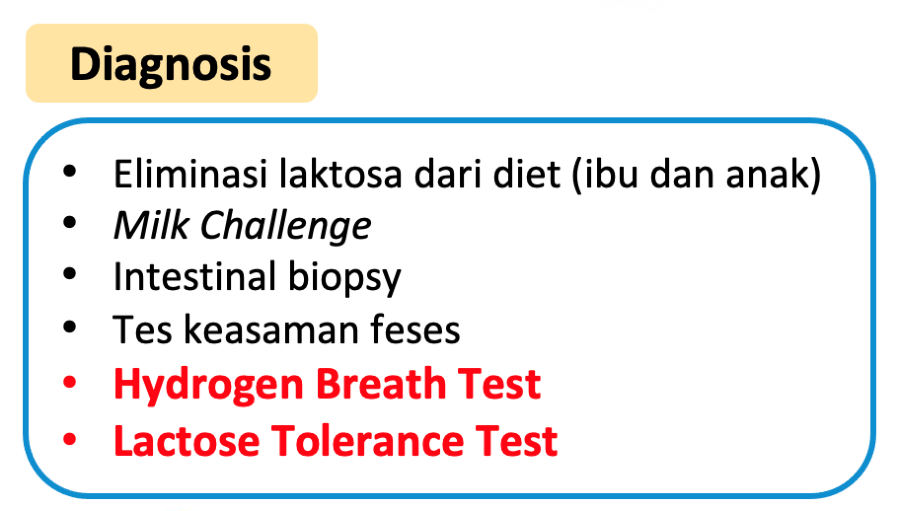 Diagnosis
• Eliminasi laktosa dari diet (ibu dan anak)
• Milk Challenge
• Intestinal biopsy
• Tes keasaman feses
• Hydrogen Breath Test
• Lactose Tolerance Test